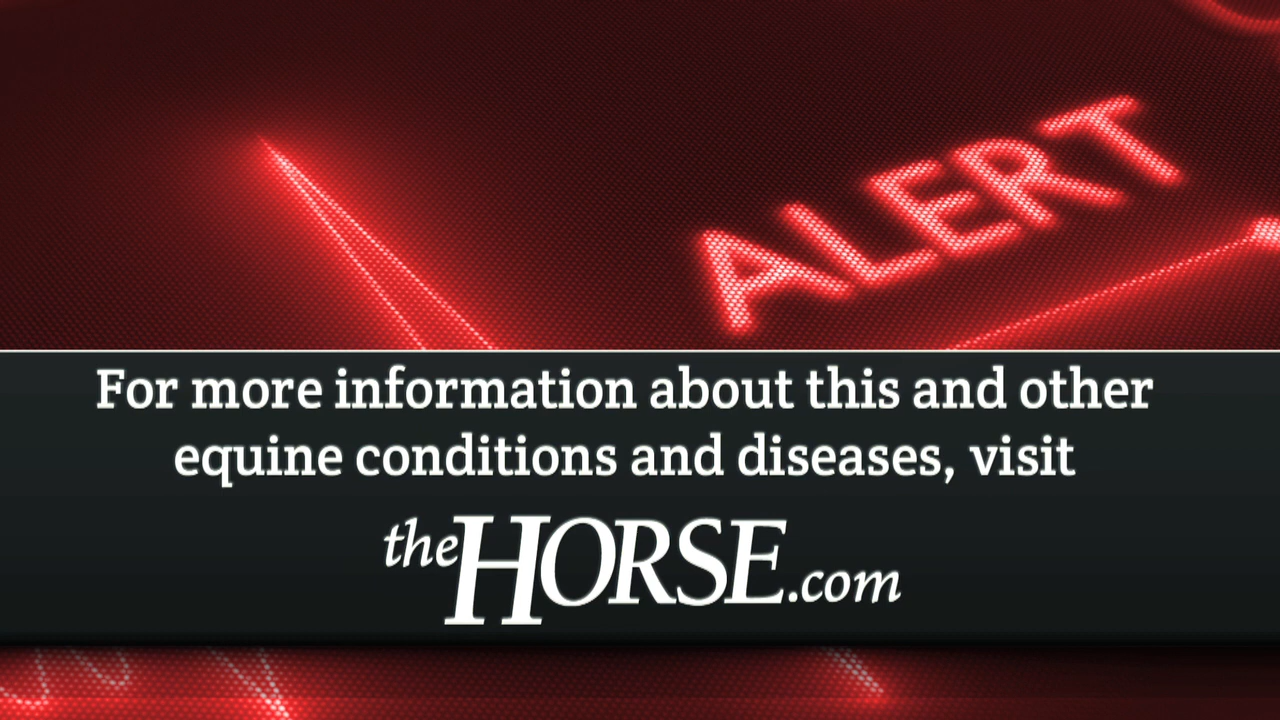 ALERT
For more information about this and other
equine conditions and diseases, visit
theHORSE.com